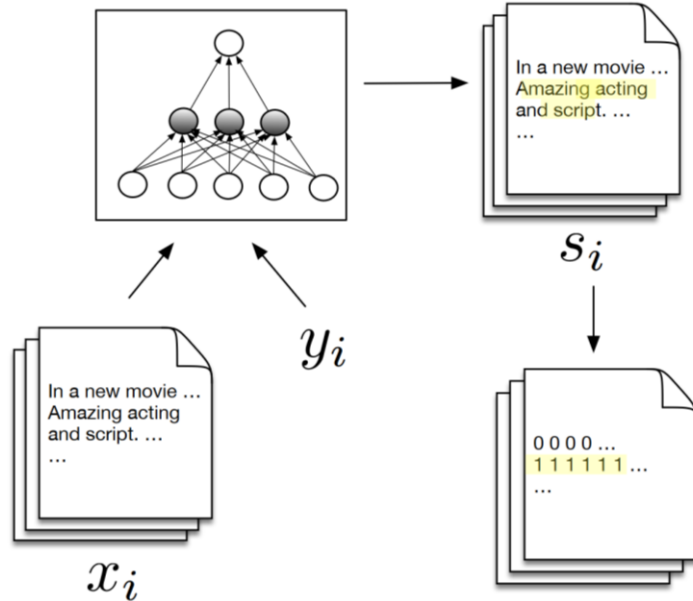 In a new movie ...
Amazing acting
and script. ...
...
s_i
y_i
In a new movie ...
Amazing acting
and script. ...
...
x_i
0 0 0 0 ...
1 1 1 1 1 1 ...
...